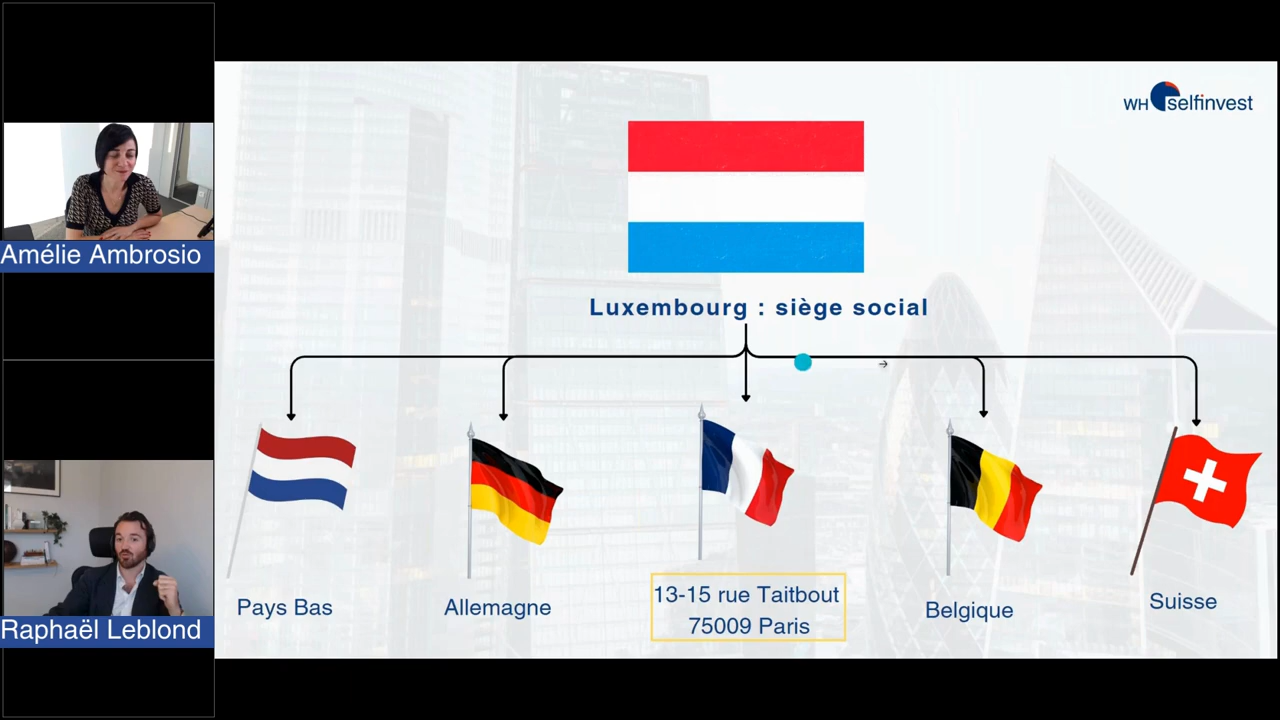 Amélie Ambrosio
Raphaël Leblond
WH selfinvest
Luxembourg : siège social
Pays Bas
Allemagne
13-15 rue Taitbout
75009 Paris
Belgique
Suisse